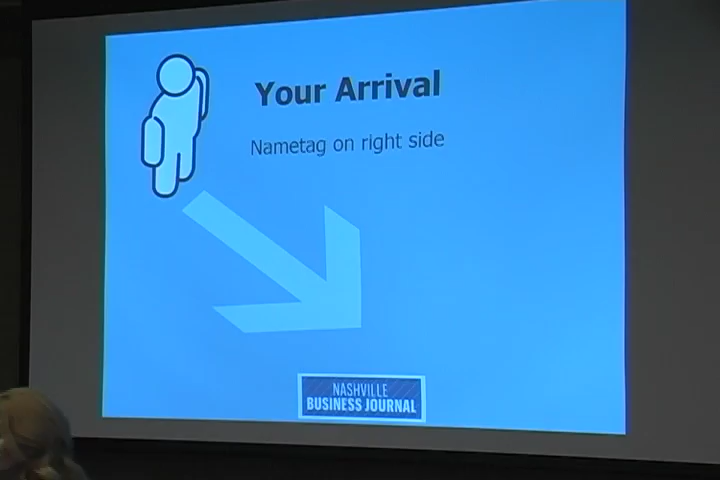 Your Arrival
Nametag on right side
NASHVILLE
BUSINESS JOURNAL